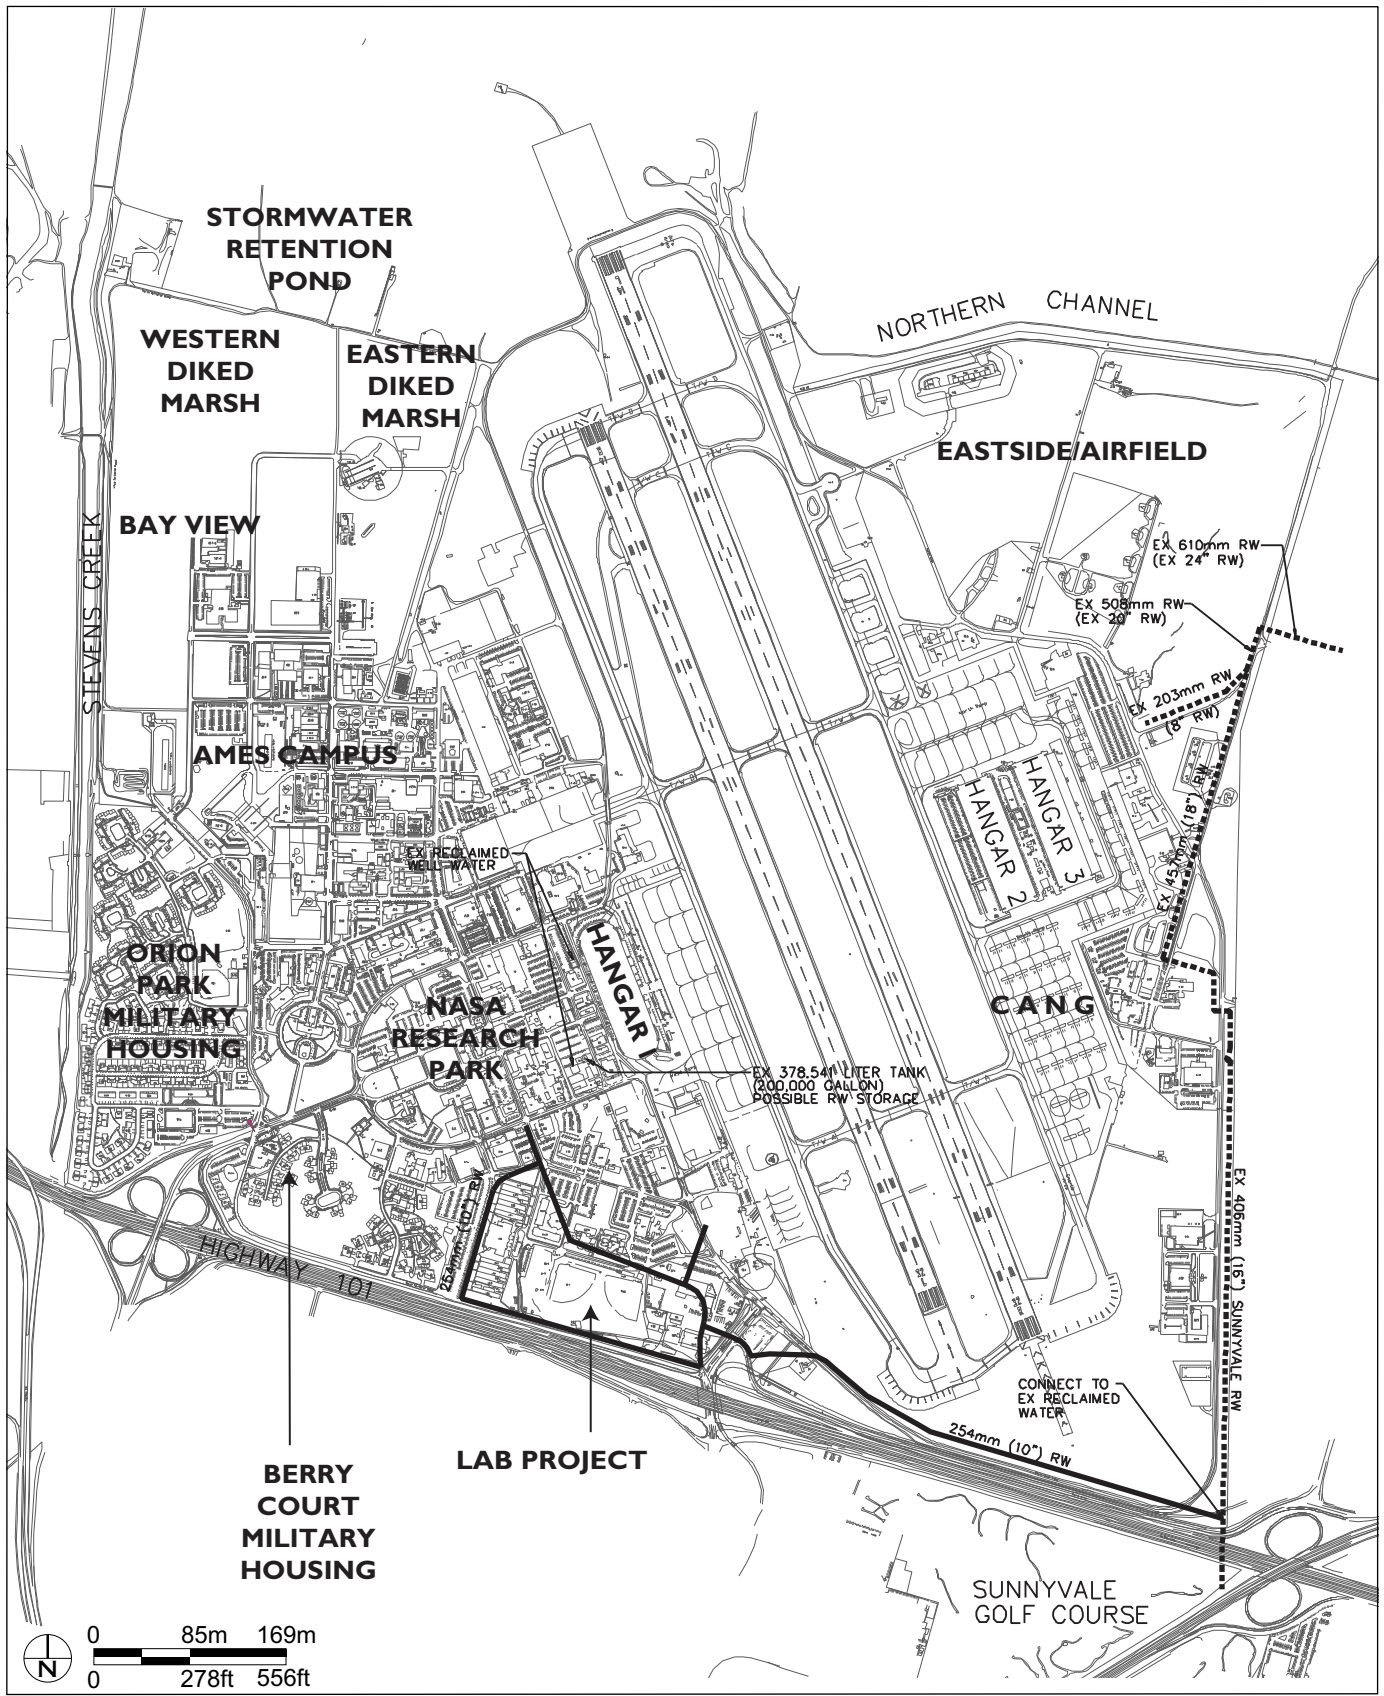 STORMWATER
RETENTION
POND
NORTHERN CHANNEL
WESTERN
DIKED
MARSH
EASTERN
DIKED
MARSH
EASTSIDE/AIRFIELD
BAY VIEW
STEVENS CREEK
EX 610mm RW
(EX 24" RW)
EX 508mm RW
(EX 20" RW)
EX 203mm RW
(8" RW)
AMES CAMPUS
HANGAR 3
HANGAR 2
EX 457mm (18") RW
EX RECLAIMED
WELL WATER
ORION
PARK
MILITARY
HOUSING
HANGAR 1
NASA
RESEARCH
PARK
CANG
EX 378.541 LITER TANK
(200,000 GALLON)
POSSIBLE RW STORAGE
254mm (10") RW
EX 406mm (16") SUNNYVALE RW
HIGHWAY 101
CONNECT TO
EX RECLAIMED
WATER
254mm (10") RW
LAB PROJECT
BERRY
COURT
MILITARY
HOUSING
SUNNYVALE
GOLF COURSE
N
0 85m 169m
0 278ft 556ft